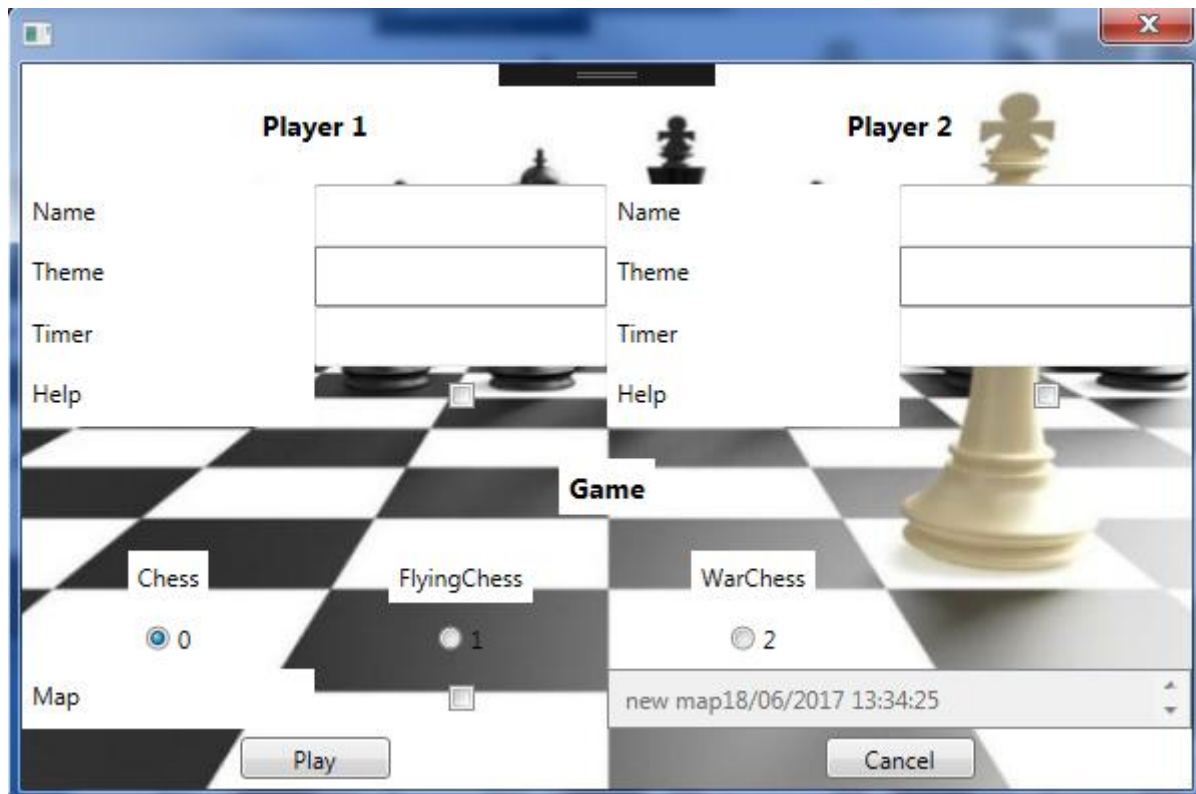 Player 1 Player 2
Name Name
Theme Theme
Timer Timer
Help Help
Game
Chess FlyingChess WarChess
0 1 2
Map new map18/06/2017 13:34:25
Play Cancel